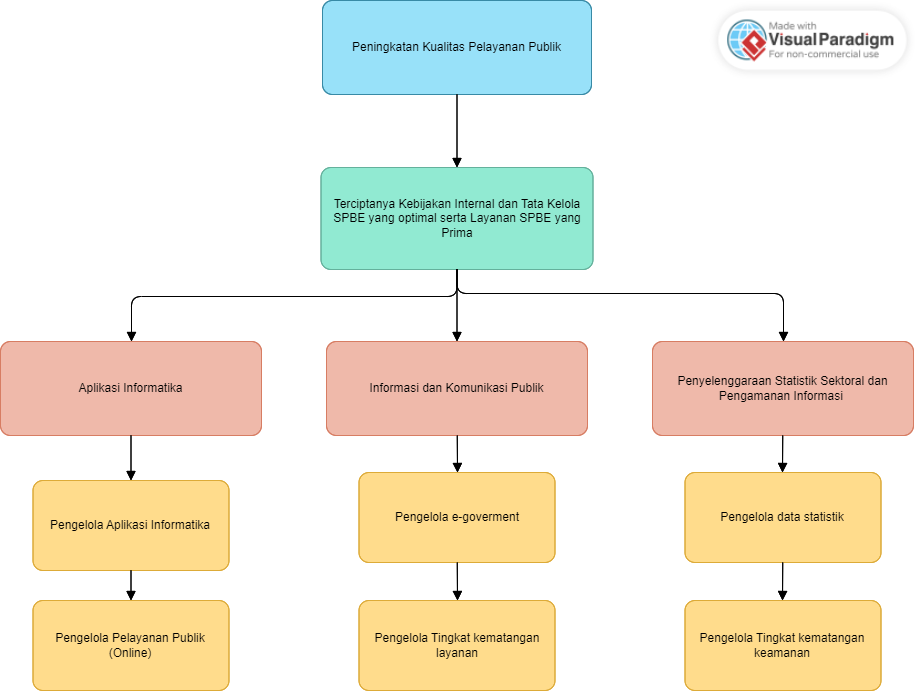 Peningkatan Kualitas Pelayanan Publik
Made with
Visual Paradigm
For non-commercial use
Terciptanya Kebijakan Internal dan Tata Kelola
SPBE yang optimal serta Layanan SPBE yang
Prima
Aplikasi Informatika
Informasi dan Komunikasi Publik
Penyelenggaraan Statistik Sektoral dan
Pengamanan Informasi
Pengelola Aplikasi Informatika
Pengelola e-goverment
Pengelola data statistik
Pengelola Pelayanan Publik
(Online)
Pengelola Tingkat kematangan
layanan
Pengelola Tingkat kematangan
keamanan